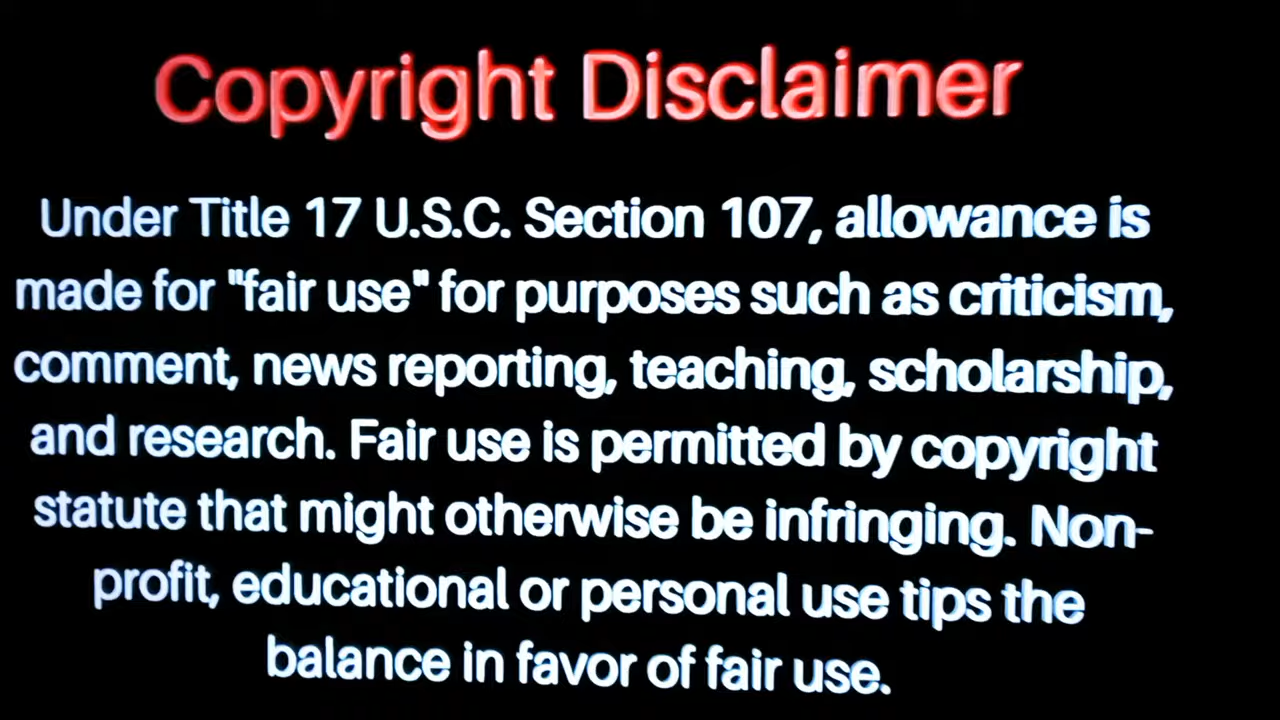 Copyright Disclaimer
Under Title 17 U.S.C. Section 107, allowance is
made for "fair use" for purposes such as criticism,
comment, news reporting, teaching, scholarship,
and research. Fair use is permitted by copyright
statute that might otherwise be infringing. Non-
profit, educational or personal use tips the
balance in favor of fair use.